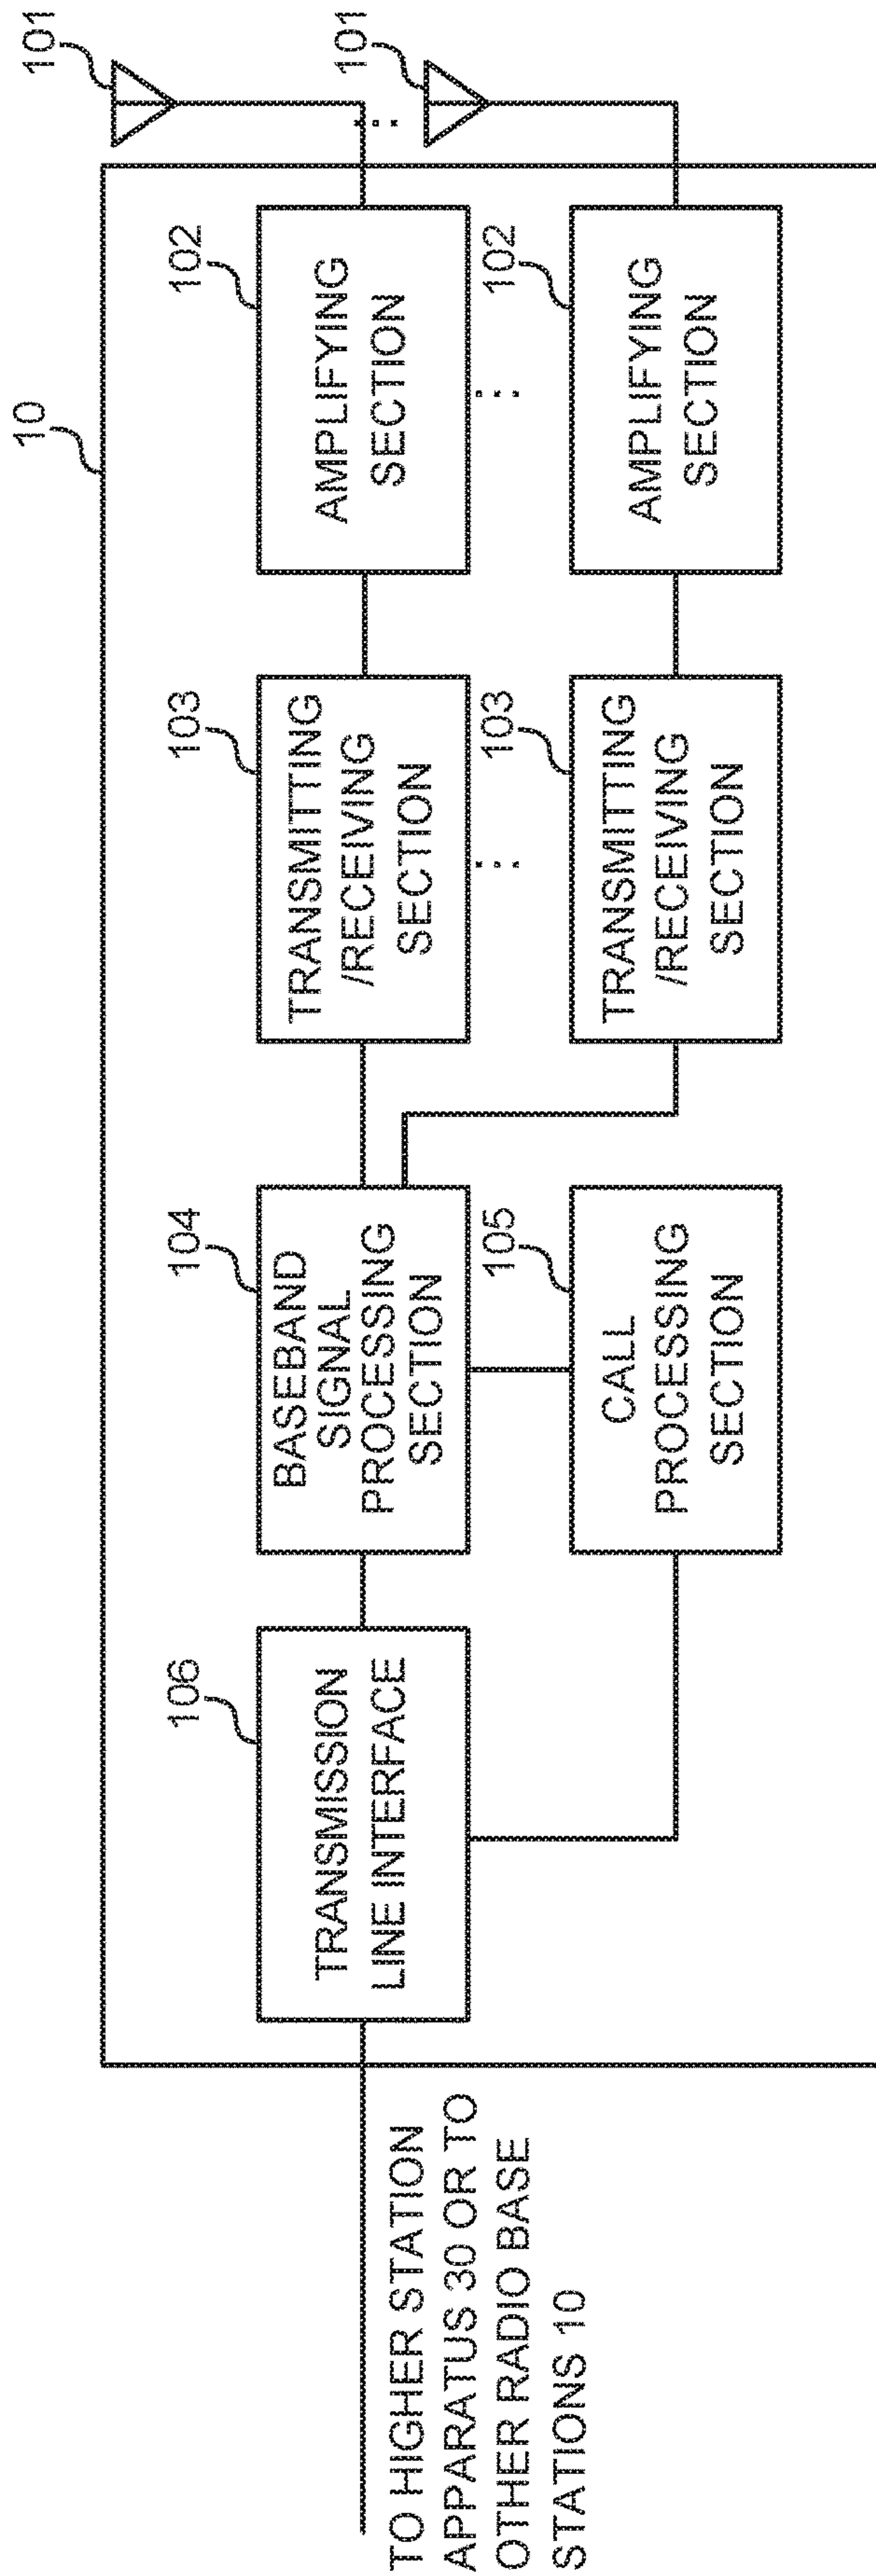 10
101
101
102
AMPLIFYING
SECTION
102
AMPLIFYING
SECTION
103
TRANSMITTING
/RECEIVING
SECTION
103
TRANSMITTING
/RECEIVING
SECTION
104
BASEBAND
SIGNAL
PROCESSING
SECTION
105
CALL
PROCESSING
SECTION
106
TRANSMISSION
LINE INTERFACE
TO HIGHER STATION
APPARATUS 30 OR TO
OTHER RADIO BASE
STATIONS 10